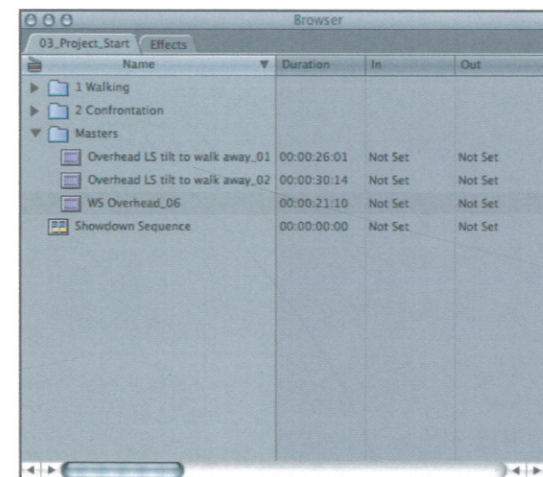 Browser
03_Project_Start Effects
Name Duration In Out
1 Walking
2 Confrontation
Masters
Overhead LS tilt to walk away_01 00:00:26:01 Not Set Not Set
Overhead LS tilt to walk away_02 00:00:30:14 Not Set Not Set
WS Overhead_06 00:00:21:10 Not Set Not Set
Showdown Sequence 00:00:00:00 Not Set Not Set